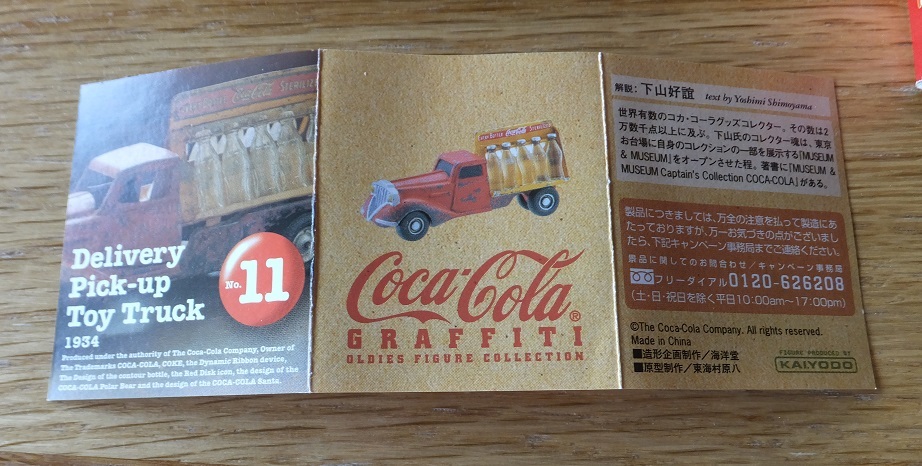 Delivery
Pick-up
Toy Truck
1934
No. 11
Produced under the authority of The Coca-Cola Company, Owner of
The Trademarks COCA-COLA, COKE, the Dynamic Ribbon device,
The Design of the contour bottle, the Red Disk icon, the design of the
COCA-COLA Polar Bear and the design of the COCA-COLA Santa.
Coca-Cola
Coca-Cola®
GRAFFITI
OLDIES FIGURE COLLECTION
解説：下山好誼 text by Yoshimi Shimoyama
世界有数のコカ・コーラグッズコレクター。その数は2
万数千点以上に及ぶ。下山氏のコレクター魂は、東京
お台場に自身のコレクションの一部を展示する『MUSEUM
& MUSEUM』をオープンさせた程。著書に『MUSEUM &
MUSEUM Captain's Collection COCA-COLA』がある。
製品につきましては、万全の注意を払って製造にあ
たっておりますが、万一お気づきの点がございまし
たら、下記キャンペーン事務局までご連絡ください。
景品に関してのお問合わせ/キャンペーン事務局
フリーダイアル0120-626208
(土・日・祝日を除く平日10:00am〜17:00pm)
©The Coca-Cola Company. All rights reserved.
Made in China
■造形企画制作/海洋堂
■原型制作/東海村原八
FIGURE PRODUCED BY
KAIYODO